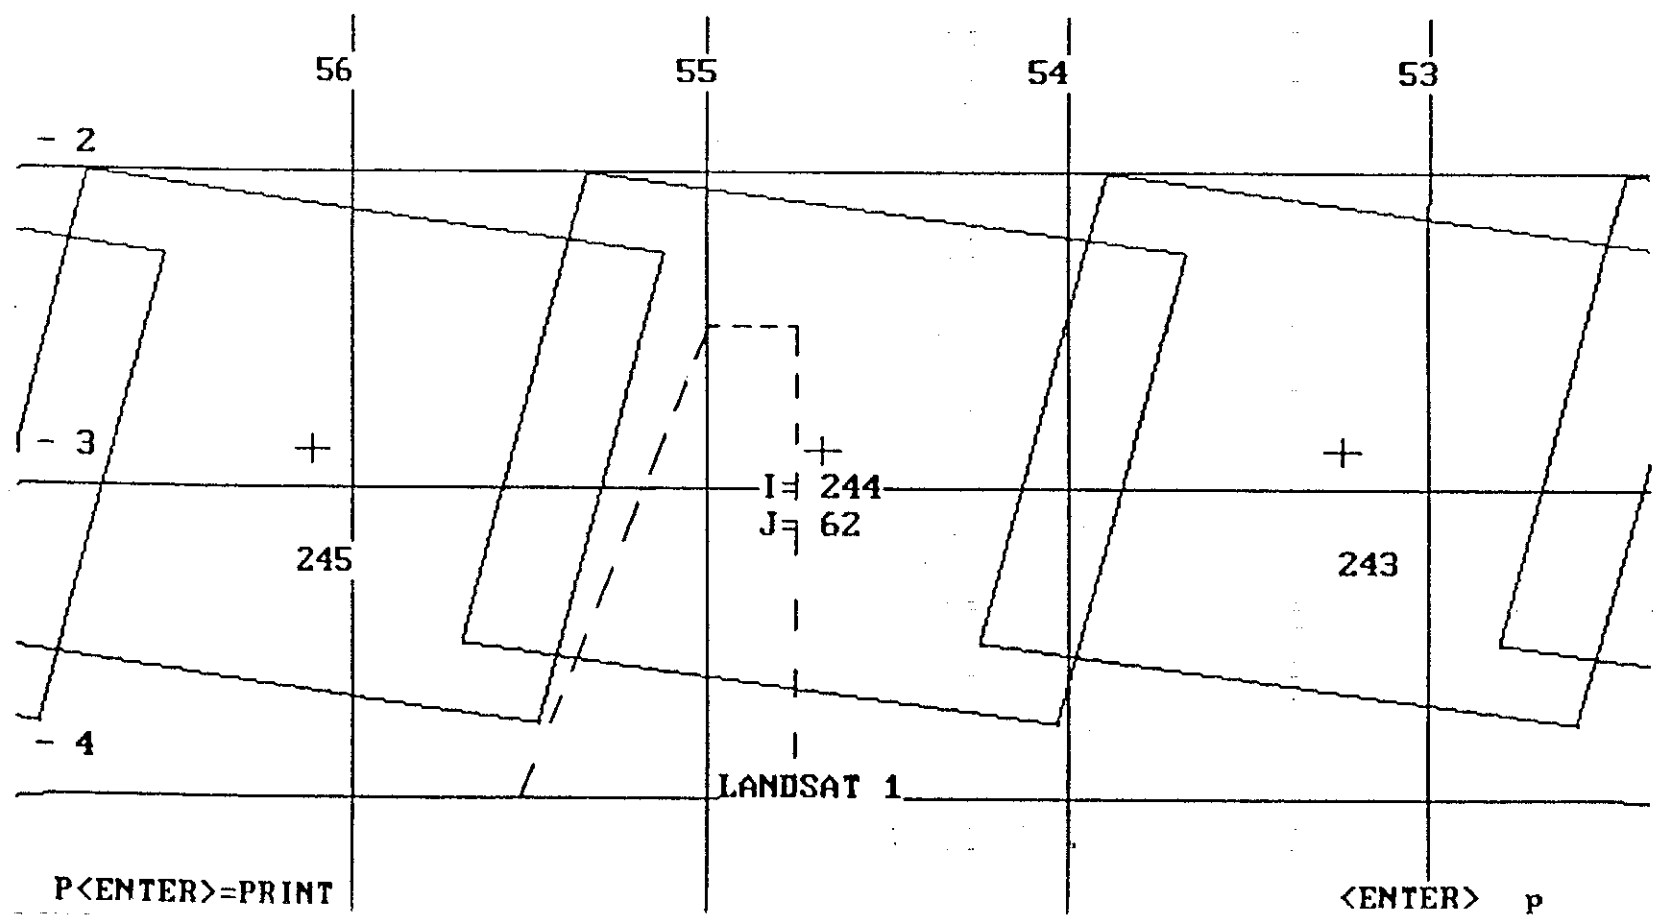 56 55 54 53
- 2
- 3
I= 244
J= 62
245 243
- 4
LANDSAT 1
P<ENTER>=PRINT <ENTER> p